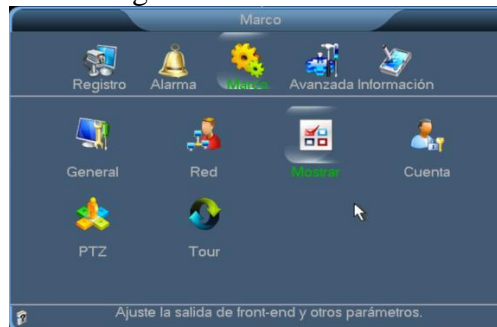 Marco
Registro Alarma Marco Avanzada Información
General Red Mostrar Cuenta
PTZ Tour
Ajuste la salida de front-end y otros parámetros.